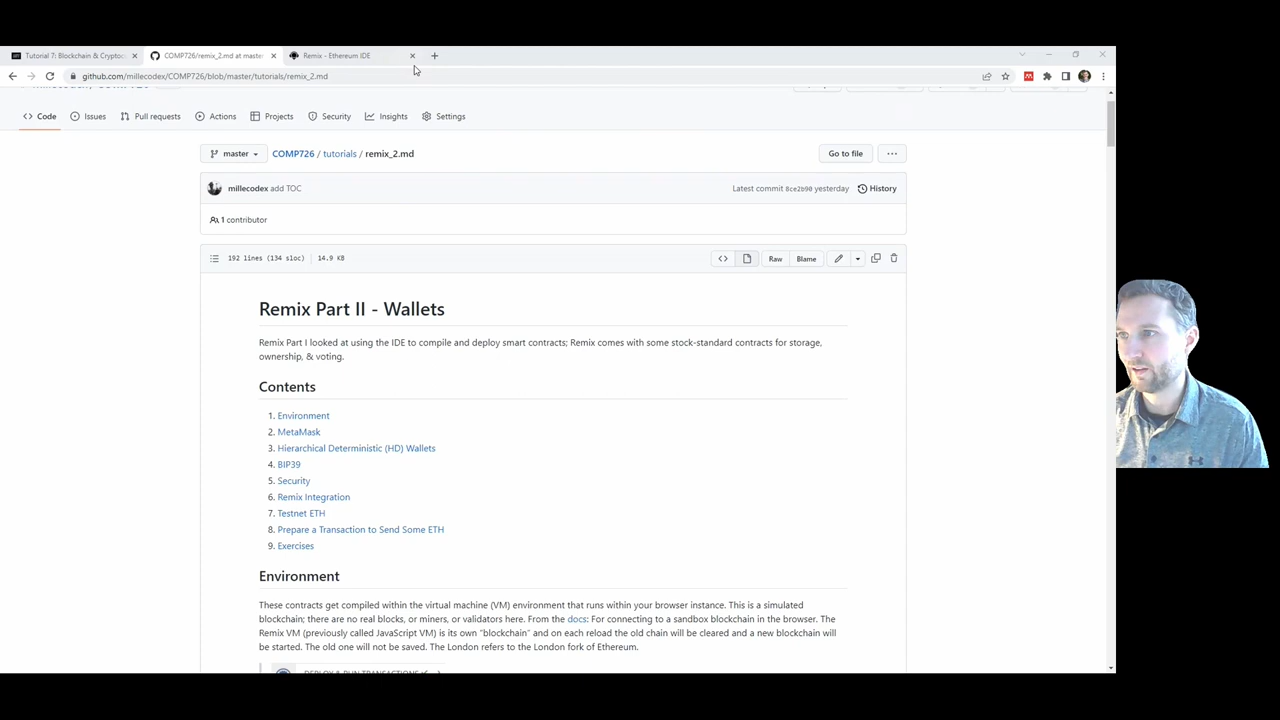 Tutorial 7: Blockchain & Cryptoc
COMP726/remix_2.md at master
Remix - Ethereum IDE
github.com/millecodex/COMP726/blob/master/tutorials/remix_2.md
Code
Issues
Pull requests
Actions
Projects
Security
Insights
Settings
master
COMP726 / tutorials / remix_2.md
Go to file
millecodex add TOC
Latest commit 8ce2b90 yesterday
History
1 contributor
192 lines (134 sloc) | 14.9 KB
Raw
Blame
Remix Part II - Wallets
Remix Part I looked at using the IDE to compile and deploy smart contracts; Remix comes with some stock-standard contracts for storage,
ownership, & voting.
Contents
1. Environment
2. MetaMask
3. Hierarchical Deterministic (HD) Wallets
4. BIP39
5. Security
6. Remix Integration
7. Testnet ETH
8. Prepare a Transaction to Send Some ETH
9. Exercises
Environment
These contracts get compiled within the virtual machine (VM) environment that runs within your browser instance. This is a simulated
blockchain; there are no real blocks, or miners, or validators here. From the docs: For connecting to a sandbox blockchain in the browser. The
Remix VM (previously called JavaScript VM) is its own "blockchain" and on each reload the old chain will be cleared and a new blockchain will
be started. The old one will not be saved. The London refers to the London fork of Ethereum.
DEPLOY & RUN TRANSACTIONS